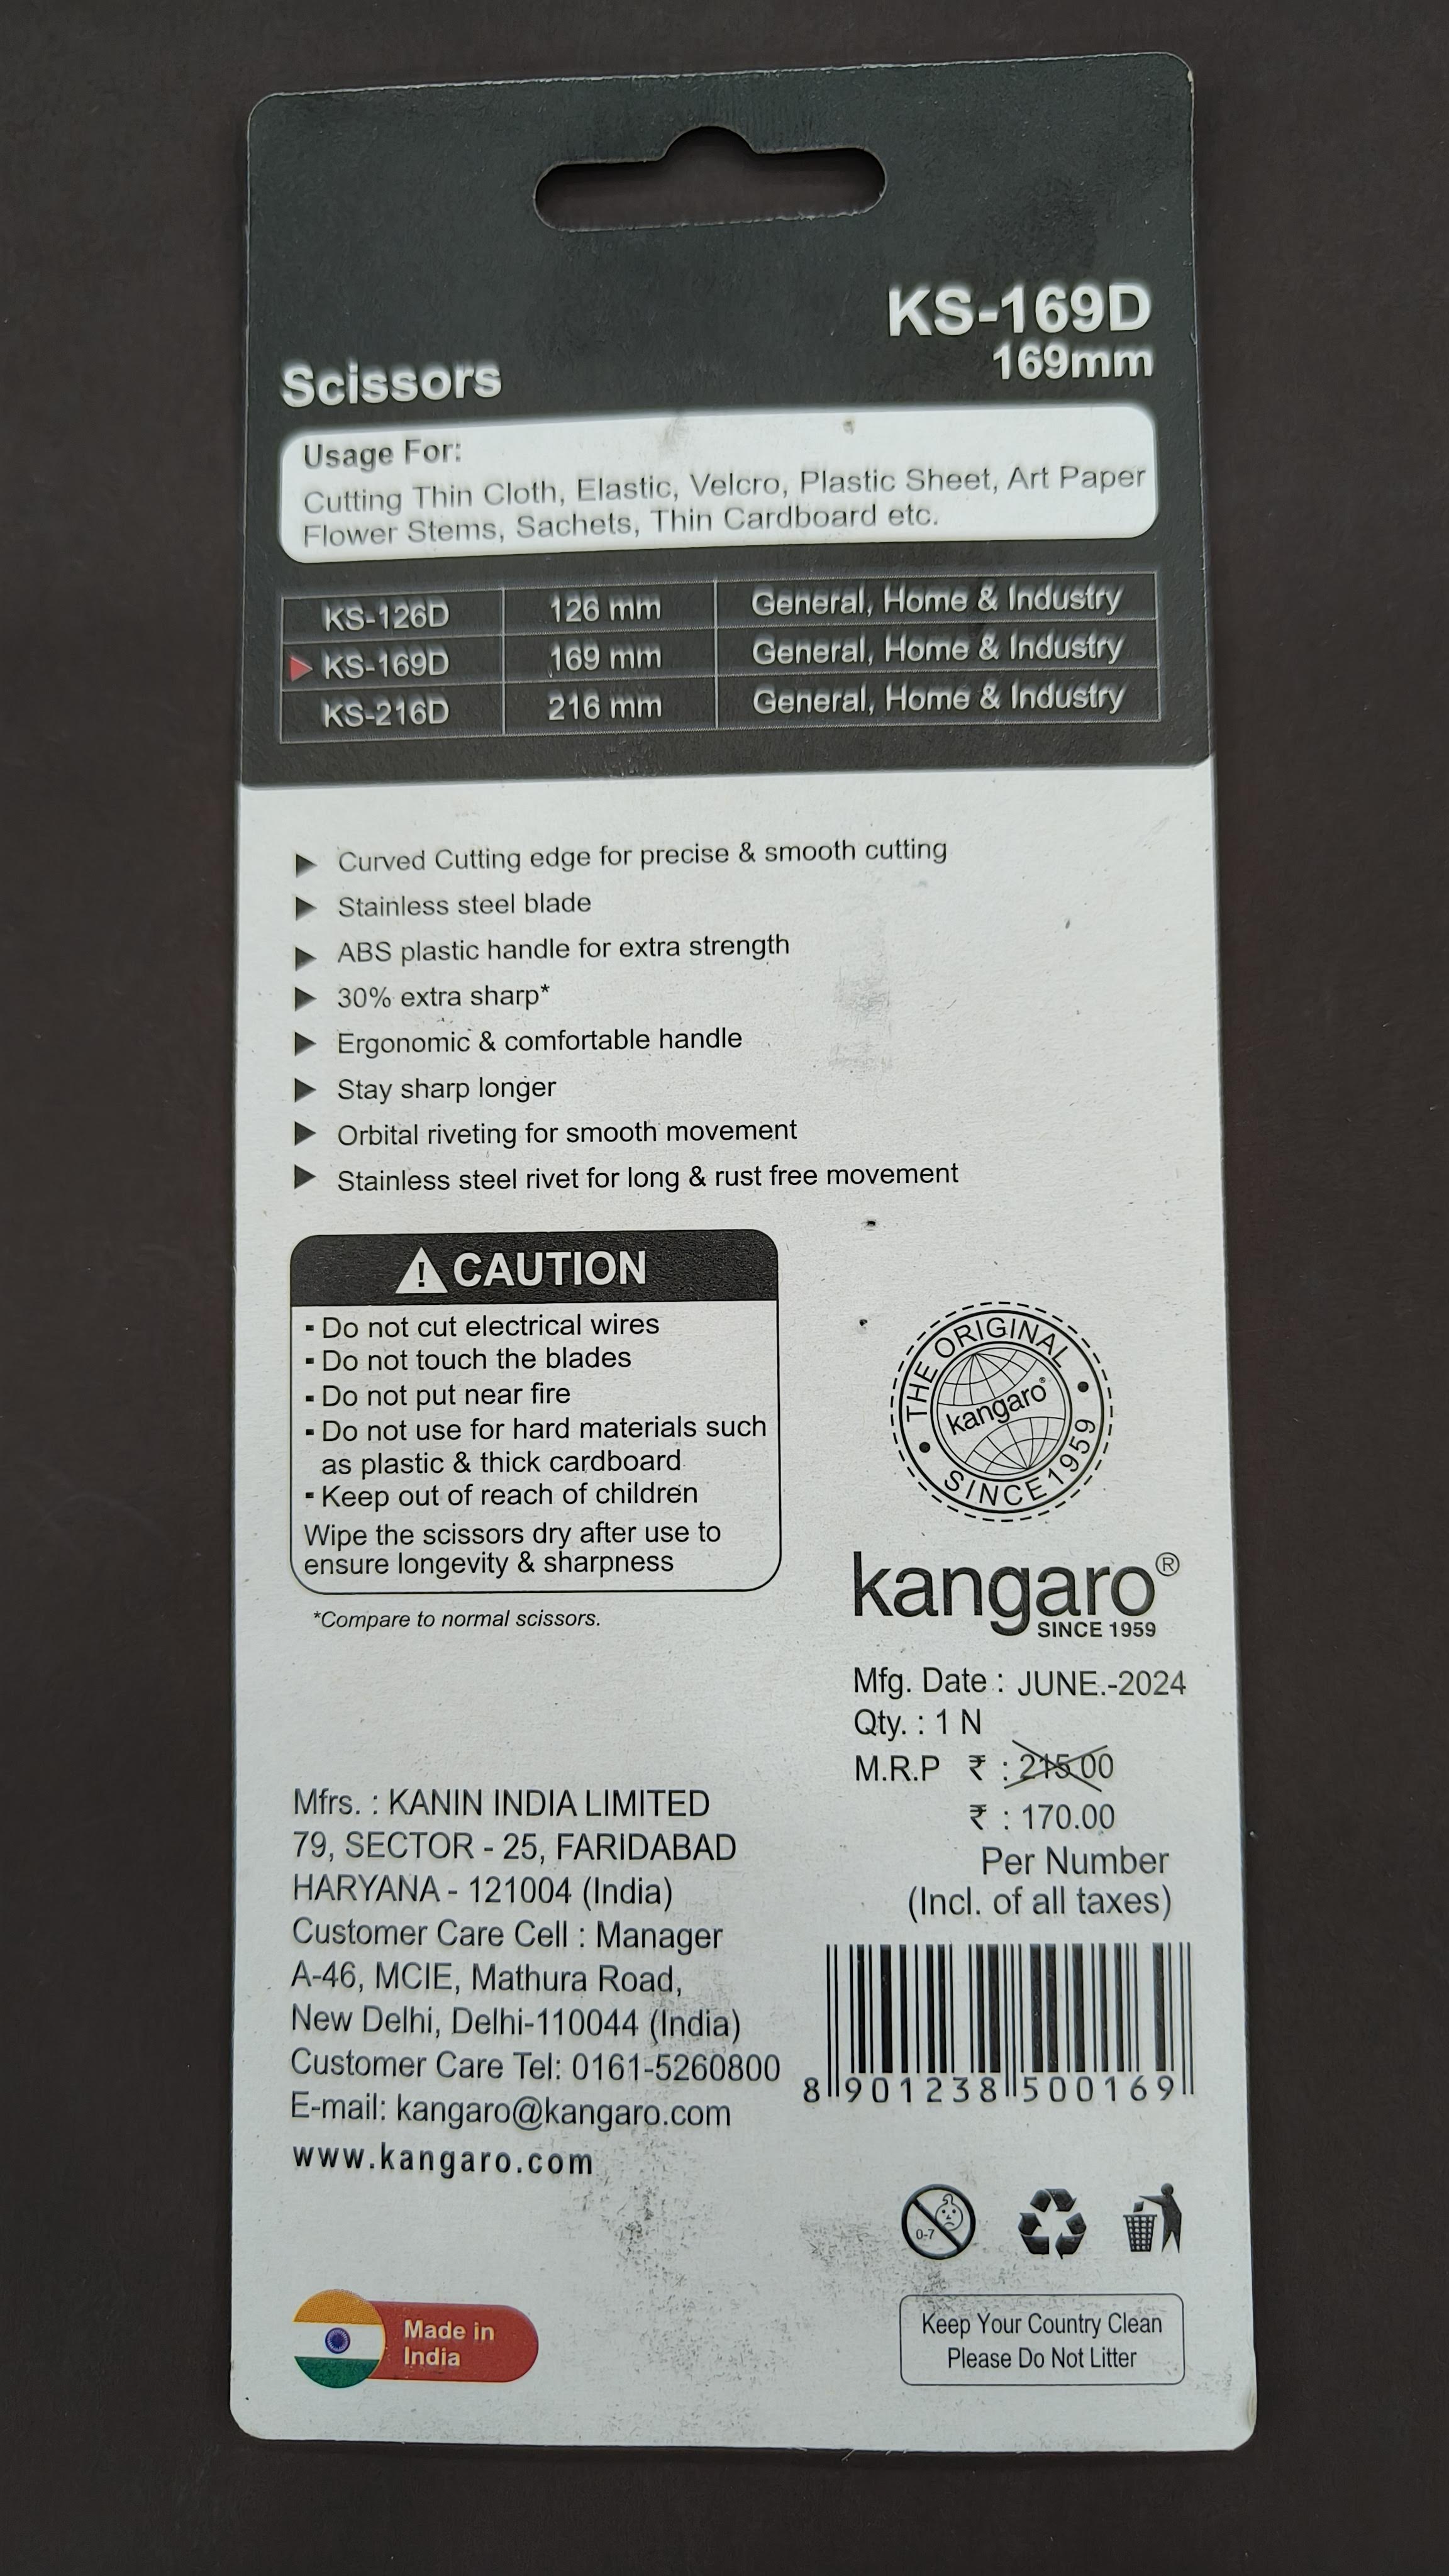 KS-169D
169mm
Scissors
Usage For:
Cutting Thin Cloth, Elastic, Velcro, Plastic Sheet, Art Paper
Flower Stems, Sachets, Thin Cardboard etc.
KS-126D 126 mm General, Home & Industry
KS-169D 169 mm General, Home & Industry
KS-216D 216 mm General, Home & Industry
Curved Cutting edge for precise & smooth cutting
Stainless steel blade
ABS plastic handle for extra strength
30% extra sharp*
Ergonomic & comfortable handle
Stay sharp longer
Orbital riveting for smooth movement
Stainless steel rivet for long & rust free movement
CAUTION
Do not cut electrical wires
Do not touch the blades
Do not put near fire
Do not use for hard materials such
as plastic & thick cardboard
Keep out of reach of children
Wipe the scissors dry after use to
ensure longevity & sharpness
*Compare to normal scissors.
THE ORIGINAL
kangaro®
SINCE 1959
kangaro®
SINCE 1959
Mfg. Date : JUNE.-2024
Qty. : 1 N
M.R.P ₹ : 215.00
₹ : 170.00
Per Number
(Incl. of all taxes)
Mfrs. : KANIN INDIA LIMITED
79, SECTOR - 25, FARIDABAD
HARYANA - 121004 (India)
Customer Care Cell : Manager
A-46, MCIE, Mathura Road,
New Delhi, Delhi-110044 (India)
Customer Care Tel: 0161-5260800
E-mail: kangaro@kangaro.com
www.kangaro.com
8 901238 500169
0-7
Made in
India
Keep Your Country Clean
Please Do Not Litter